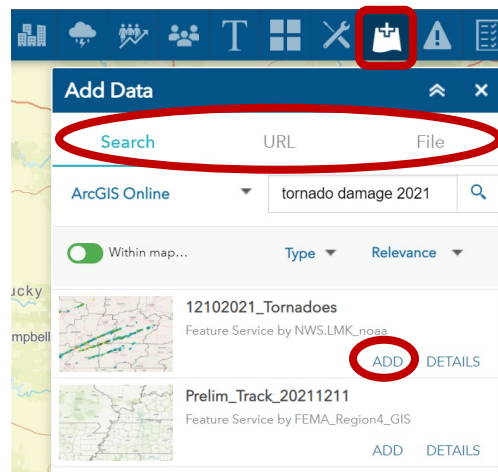 T
Add Data
Search URL File
ArcGIS Online tornado damage 2021
Within map... Type Relevance
ucky
mpbell
12102021_Tornadoes
Feature Service by NWS.LMK_noaa
ADD DETAILS
Prelim_Track_20211211
Feature Service by FEMA_Region4_GIS
ADD DETAILS